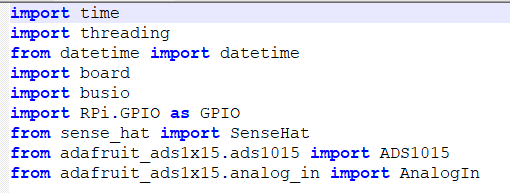 import time
import threading
from datetime import datetime
import board
import busio
import RPi.GPIO as GPIO
from sense_hat import SenseHat
from adafruit_ads1x15.ads1015 import ADS1015
from adafruit_ads1x15.analog_in import AnalogIn